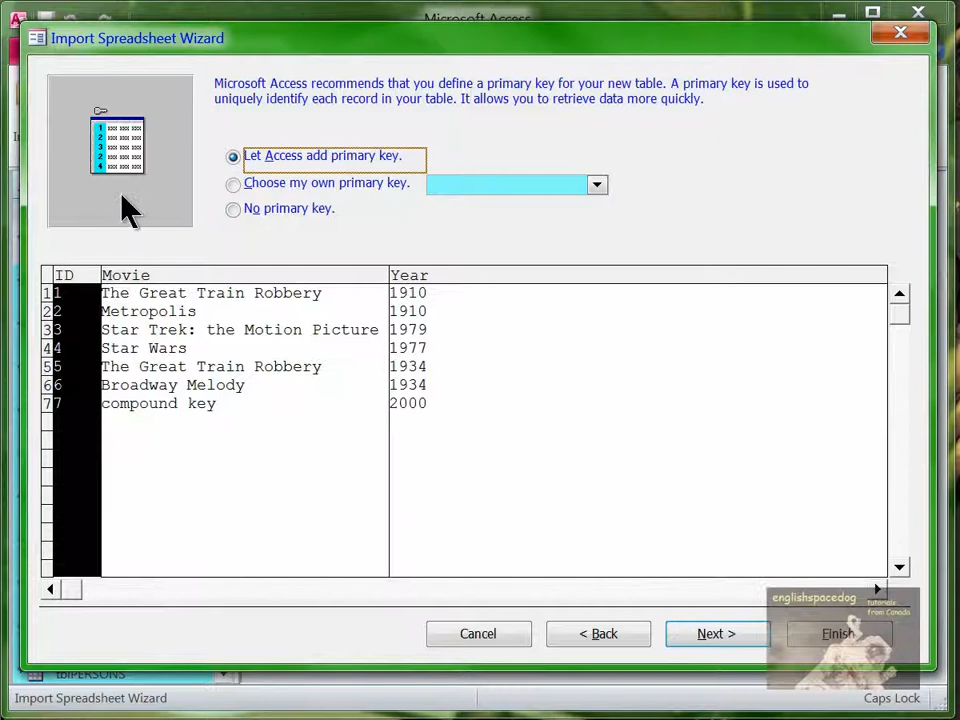 Microsoft Access
Import Spreadsheet Wizard
Microsoft Access recommends that you define a primary key for your new table. A primary key is used to
uniquely identify each record in your table. It allows you to retrieve data more quickly.
Let Access add primary key.
Choose my own primary key.
No primary key.
ID Movie Year
1 1 The Great Train Robbery 1910
2 2 Metropolis 1910
3 3 Star Trek: the Motion Picture 1979
4 4 Star Wars 1977
5 5 The Great Train Robbery 1934
6 6 Broadway Melody 1934
7 7 compound key 2000
englishspacedog
Tutorials
from Canada
Cancel
< Back
Next >
Finish
tblPERSONS
Import Spreadsheet Wizard
Caps Lock